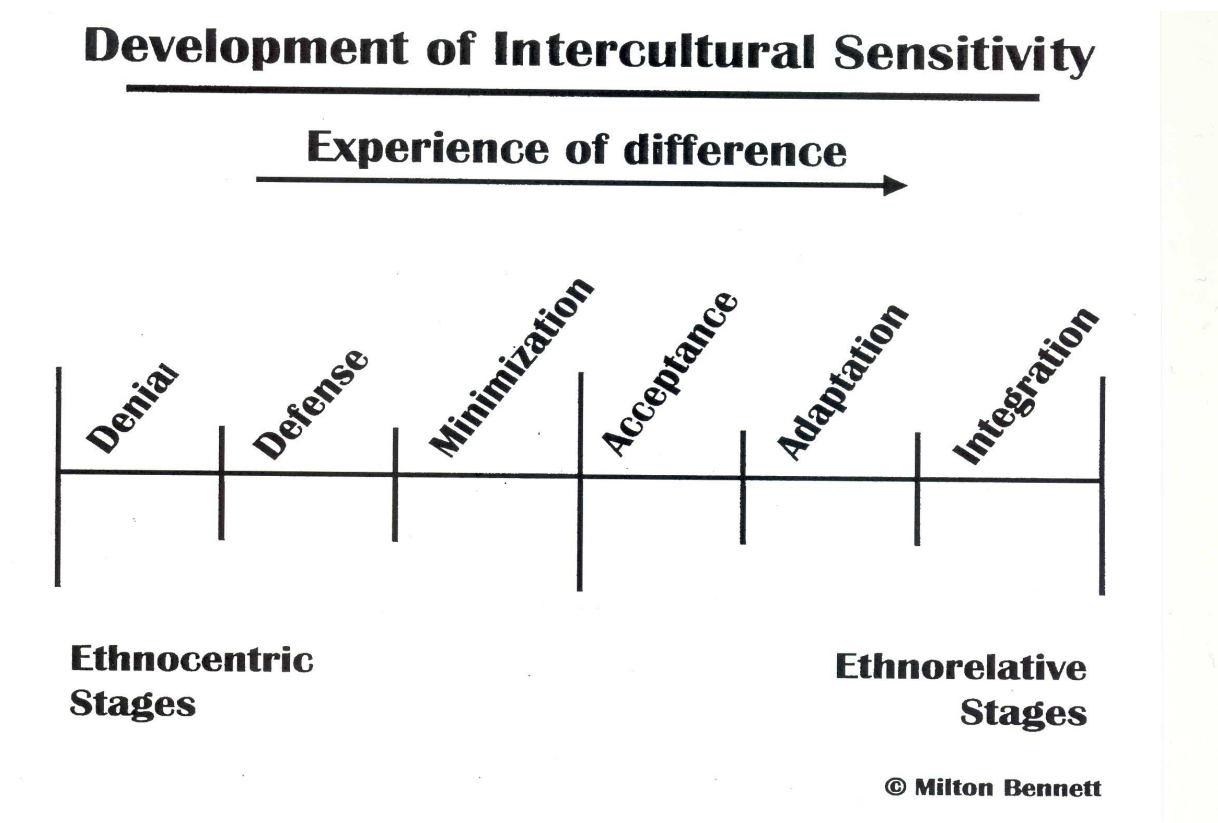 Development of Intercultural Sensitivity
Experience of difference
Denial
Defense
Minimization
Acceptance
Adaptation
Integration
Ethnocentric
Stages
Ethnorelative
Stages
© Milton Bennett